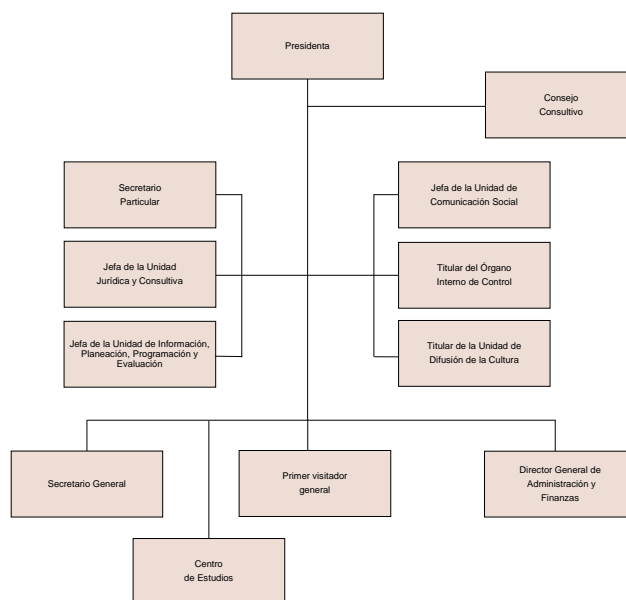 Presidenta
Consejo
Consultivo
Secretario
Particular
Jefa de la Unidad de
Comunicación Social
Jefa de la Unidad
Jurídica y Consultiva
Titular del Órgano
Interno de Control
Jefa de la Unidad de Información,
Planeación, Programación y
Evaluación
Titular de la Unidad de
Difusión de la Cultura
Secretario General
Primer visitador
general
Director General de
Administración y
Finanzas
Centro
de Estudios